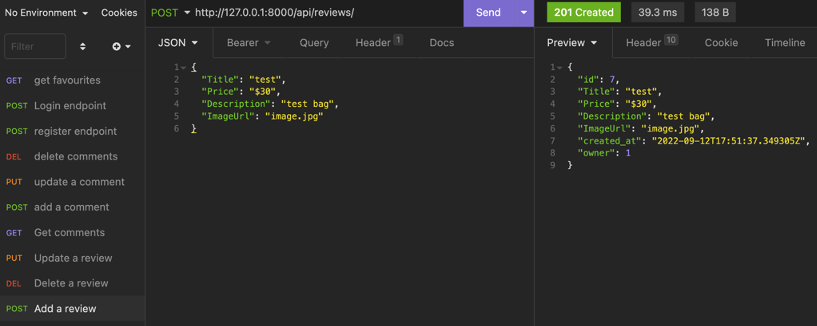 No Environment Cookies
POST http://127.0.0.1:8000/api/reviews/ Send
201 Created 39.3 ms 138 B
Filter
JSON Bearer Query Header 1 Docs
Preview Header 10 Cookie Timeline
GET get favourites
POST Login endpoint
POST register endpoint
DEL delete comments
PUT update a comment
POST add a comment
GET Get comments
PUT Update a review
DEL Delete a review
POST Add a review
1 {
2 "Title": "test",
3 "Price": "$30",
4 "Description": "test bag",
5 "ImageUrl": "image.jpg"
6 }
1 {
2 "id": 7,
3 "Title": "test",
4 "Price": "$30",
5 "Description": "test bag",
6 "ImageUrl": "image.jpg",
7 "created_at": "2022-09-12T17:51:37.349305Z",
8 "owner": 1
9 }